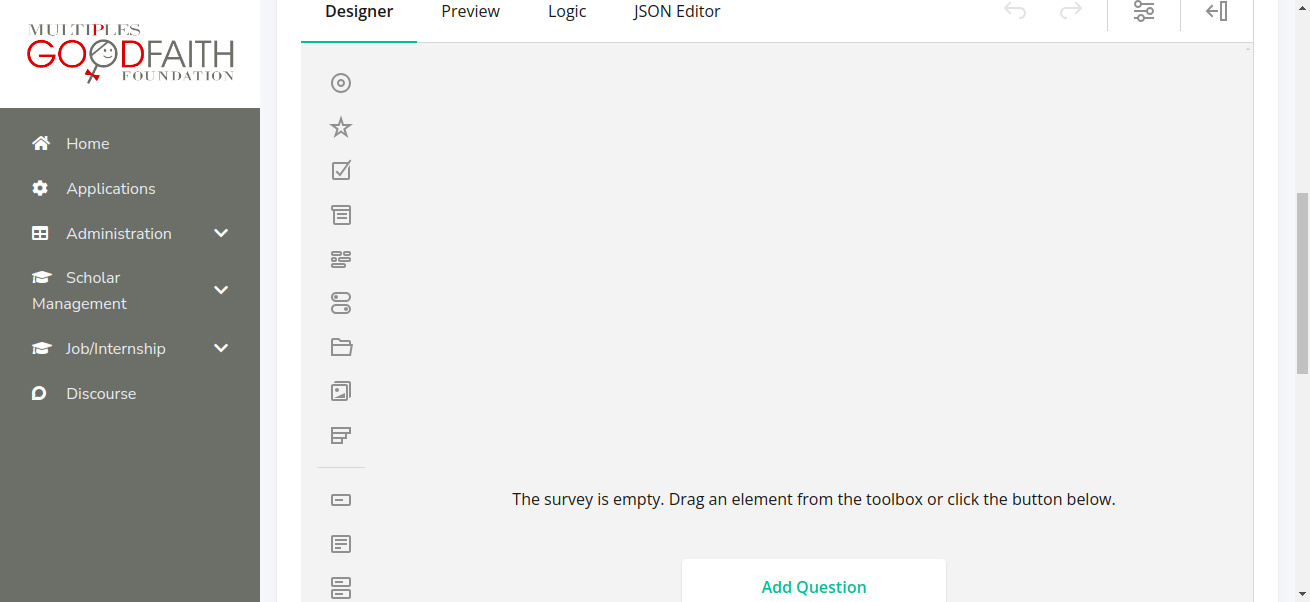 MULTIPLES
GOODFAITH
FOUNDATION
Home
Applications
Administration
Scholar
Management
Job/Internship
Discourse
Designer
Preview
Logic
JSON Editor
The survey is empty. Drag an element from the toolbox or click the button below.
Add Question